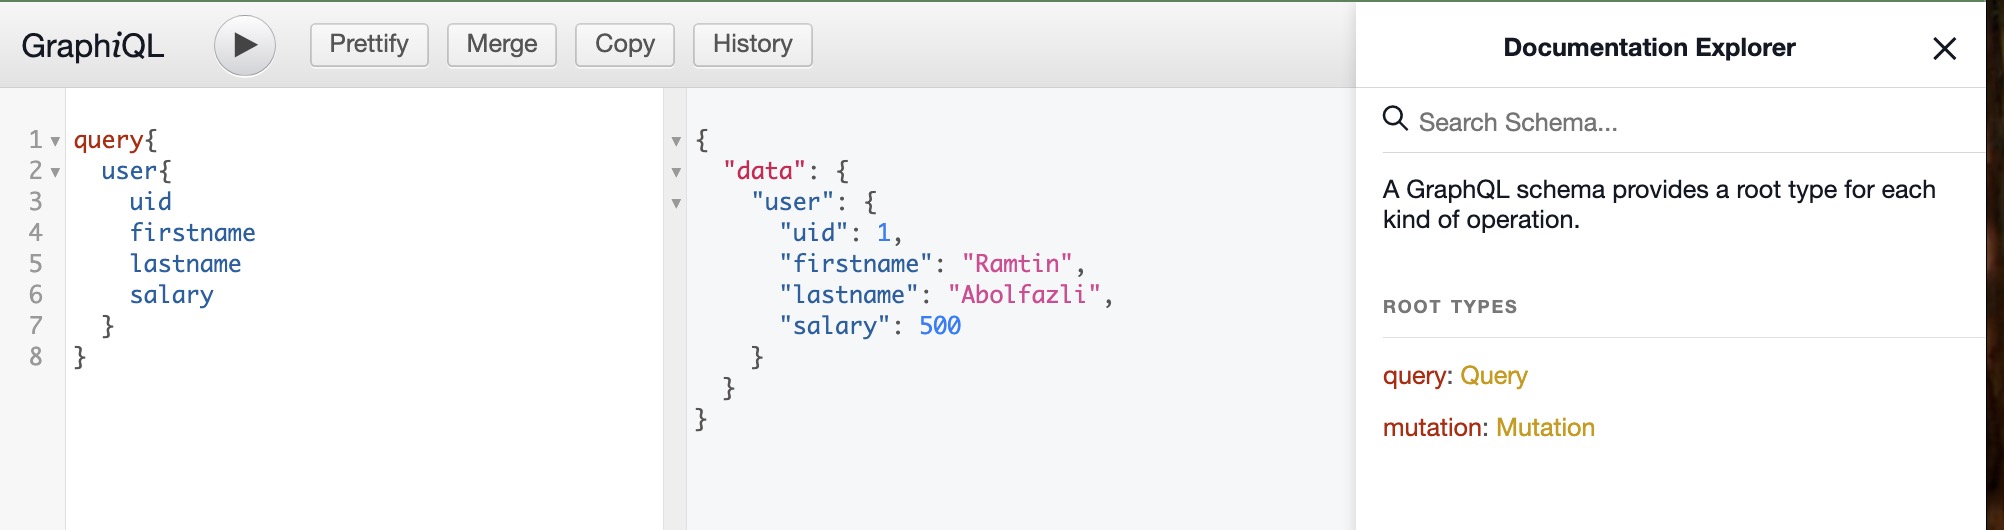 GraphiQL Prettify Merge Copy History
1 query{
2 user{
3 uid
4 firstname
5 lastname
6 salary
7 }
8 }
{
"data": {
"user": {
"uid": 1,
"firstname": "Ramtin",
"lastname": "Abolfazli",
"salary": 500
}
}
}
Documentation Explorer
Search Schema...
A GraphQL schema provides a root type for each
kind of operation.
ROOT TYPES
query: Query
mutation: Mutation